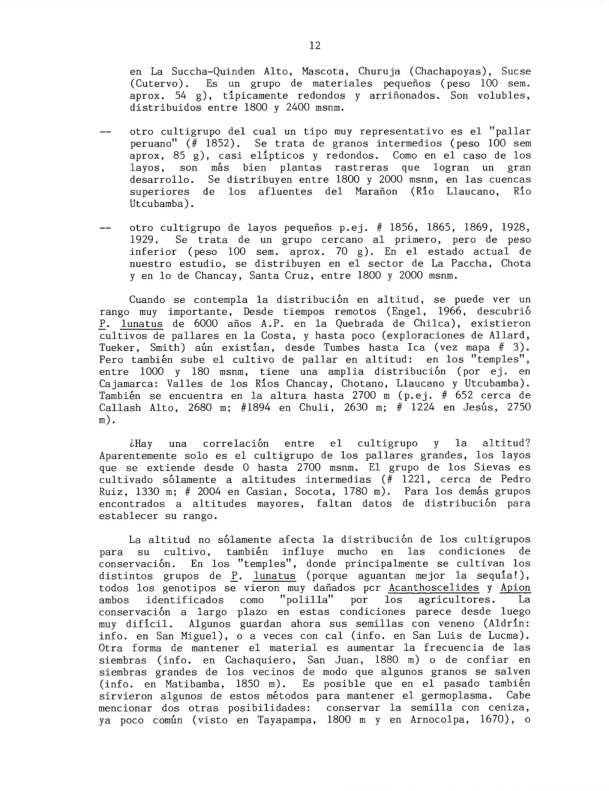 12
en La Succha-Quinden Alto, Mascota, Churuja (Chachapoyas), Sucse
(Cutervo). Es un grupo de materiales pequeños (peso 100 sem.
aprox. 54 g), típicamente redondos y arriñonados. Son volubles,
distribuidos entre 1800 y 2400 msnm.
-- otro cultigrupo del cual un tipo muy representativo es el "pallar
peruano" (# 1852). Se trata de granos intermedios (peso 100 sem
aprox, 85 g), casi elípticos y redondos. Como en el caso de los
layos, son más bien plantas rastreras que logran un gran
desarrollo. Se distribuyen entre 1800 y 2000 msnm, en las cuencas
superiores de los afluentes del Marañon (Río Llaucano, Río
Utcubamba).
-- otro cultigrupo de layos pequeños p.ej. # 1856, 1865, 1869, 1928,
1929. Se trata de un grupo cercano al primero, pero de peso
inferior (peso 100 sem. aprox. 70 g). En el estado actual de
nuestro estudio, se distribuyen en el sector de La Paccha, Chota
y en lo de Chancay, Santa Cruz, entre 1800 y 2000 msnm.
Cuando se contempla la distribución en altitud, se puede ver un
rango muy importante, Desde tiempos remotos (Engel, 1966, descubrió
P. lunatus de 6000 años A.P. en la Quebrada de Chilca), existieron
cultivos de pallares en la Costa, y hasta poco (exploraciones de Allard,
Tueker, Smith) aún existían, desde Tumbes hasta Ica (vez mapa # 3).
Pero también sube el cultivo de pallar en altitud: en los "temples",
entre 1000 y 180 msnm, tiene una amplia distribución (por ej. en
Cajamarca: Valles de los Ríos Chancay, Chotano, Llaucano y Utcubamba).
También se encuentra en la altura hasta 2700 m (p.ej. # 652 cerca de
Callash Alto, 2680 m; #1894 en Chuli, 2630 m; # 1224 en Jesús, 2750
m).
¿Hay una correlación entre el cultigrupo y la altitud?
Aparentemente solo es el cultigrupo de los pallares grandes, los layos
que se extiende desde 0 hasta 2700 msnm. El grupo de los Sievas es
cultivado sólamente a altitudes intermedias (# 1221, cerca de Pedro
Ruiz, 1330 m; # 2004 en Casian, Socota, 1780 m). Para los demás grupos
encontrados a altitudes mayores, faltan datos de distribución para
establecer su rango.
La altitud no sólamente afecta la distribución de los cultigrupos
para su cultivo, también influye mucho en las condiciones de
conservación. En los "temples", donde principalmente se cultivan los
distintos grupos de P. lunatus (porque aguantan mejor la sequía!),
todos los genotipos se vieron muy dañados pcr Acanthoscelides y Apion
ambos identificados como "polilla" por los agricultores. La
conservación a largo plazo en estas condiciones parece desde luego
muy difícil. Algunos guardan ahora sus semillas con veneno (Aldrín:
info. en San Miguel), o a veces con cal (info. en San Luis de Lucma).
Otra forma de mantener el material es aumentar la frecuencia de las
siembras (info. en Cachaquiero, San Juan, 1880 m) o de confiar en
siembras grandes de los vecinos de modo que algunos granos se salven
(info. en Matibamba, 1850 m). Es posible que en el pasado también
sirvieron algunos de estos métodos para mantener el germoplasma. Cabe
mencionar dos otras posibilidades: conservar la semilla con ceniza,
ya poco común (visto en Tayapampa, 1800 m y en Arnocolpa, 1670), o